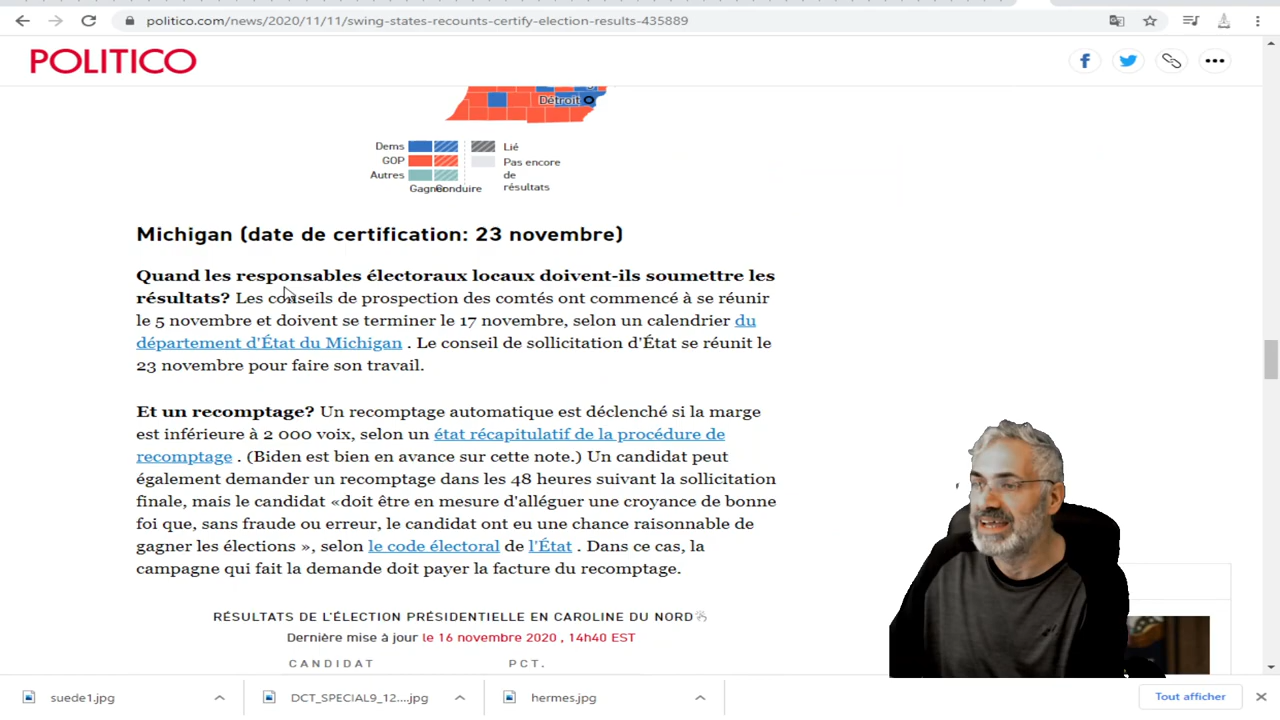 politico.com/news/2020/11/11/swing-states-recounts-certify-election-results-435889
POLITICO
Détroit
Dems
GOP
Autres
Gagner
Conduire
Lié
Pas encore
de
résultats
Michigan (date de certification: 23 novembre)
Quand les responsables électoraux locaux doivent-ils soumettre les
résultats? Les conseils de prospection des comtés ont commencé à se réunir
le 5 novembre et doivent se terminer le 17 novembre, selon un calendrier du
département d'État du Michigan . Le conseil de sollicitation d'État se réunit le
23 novembre pour faire son travail.
Et un recomptage? Un recomptage automatique est déclenché si la marge
est inférieure à 2 000 voix, selon un état récapitulatif de la procédure de
recomptage . (Biden est bien en avance sur cette note.) Un candidat peut
également demander un recomptage dans les 48 heures suivant la sollicitation
finale, mais le candidat «doit être en mesure d'alléguer une croyance de bonne
foi que, sans fraude ou erreur, le candidat ont eu une chance raisonnable de
gagner les élections », selon le code électoral de l'État . Dans ce cas, la
campagne qui fait la demande doit payer la facture du recomptage.
RÉSULTATS DE L'ÉLECTION PRÉSIDENTIELLE EN CAROLINE DU NORD
Dernière mise à jour le 16 novembre 2020 , 14h40 EST
CANDIDAT PCT.
suede1.jpg
DCT_SPECIAL9_12....jpg
hermes.jpg
Tout afficher